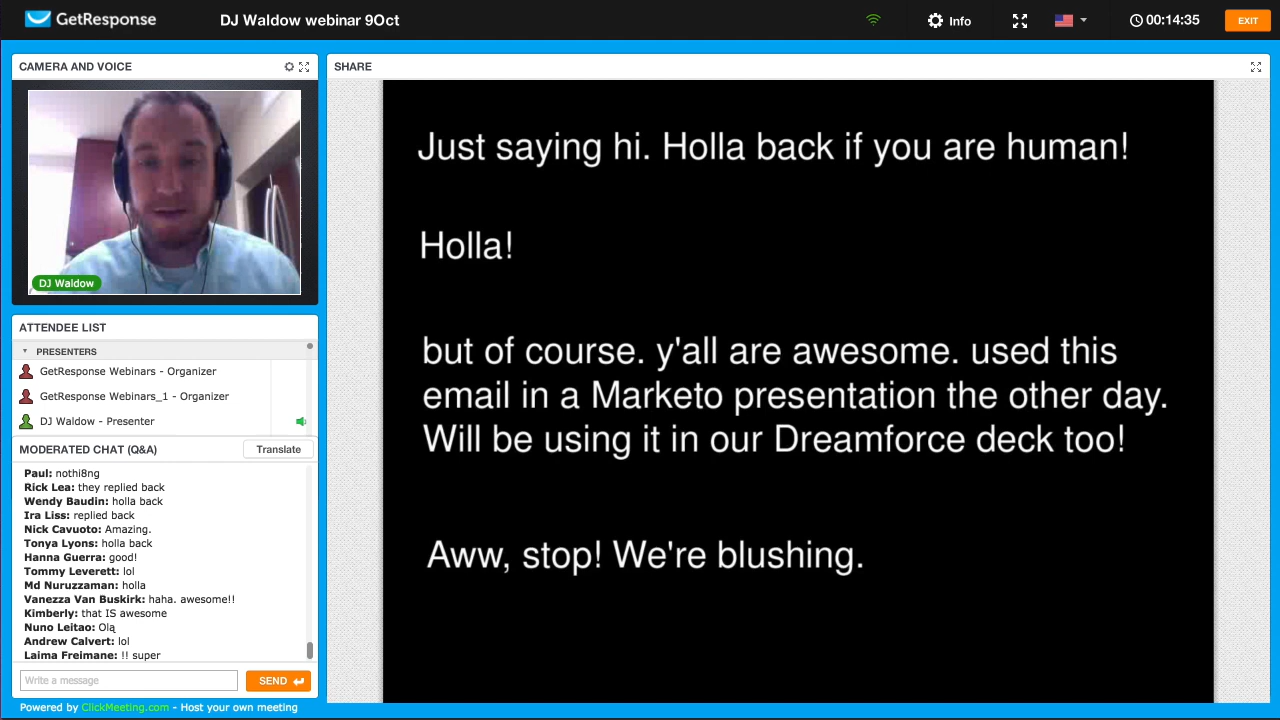 GetResponse
DJ Waldow webinar 9Oct
Info
00:14:35
EXIT
CAMERA AND VOICE
DJ Waldow
ATTENDEE LIST
PRESENTERS
GetResponse Webinars - Organizer
GetResponse Webinars_1 - Organizer
DJ Waldow - Presenter
MODERATED CHAT (Q&A)
Translate
Paul: nothi8ng
Rick Lea: they replied back
Wendy Baudin: holla back
Ira Liss: replied back
Nick Cavuoto: Amazing.
Tonya Lyons: holla back
Hanna Guerra: good!
Tommy Leverett: lol
Md Nuruzzaman: holla
Vanezza Van Buskirk: haha. awesome!!
Kimberly: that IS awesome
Nuno Leitao: Olą
Andrew Calvert: lol
Laima Freimane: !! super
Write a message
SEND
Powered by ClickMeeting.com - Host your own meeting
SHARE
Just saying hi. Holla back if you are human!
Holla!
but of course. y'all are awesome. used this
email in a Marketo presentation the other day.
Will be using it in our Dreamforce deck too!
Aww, stop! We're blushing.